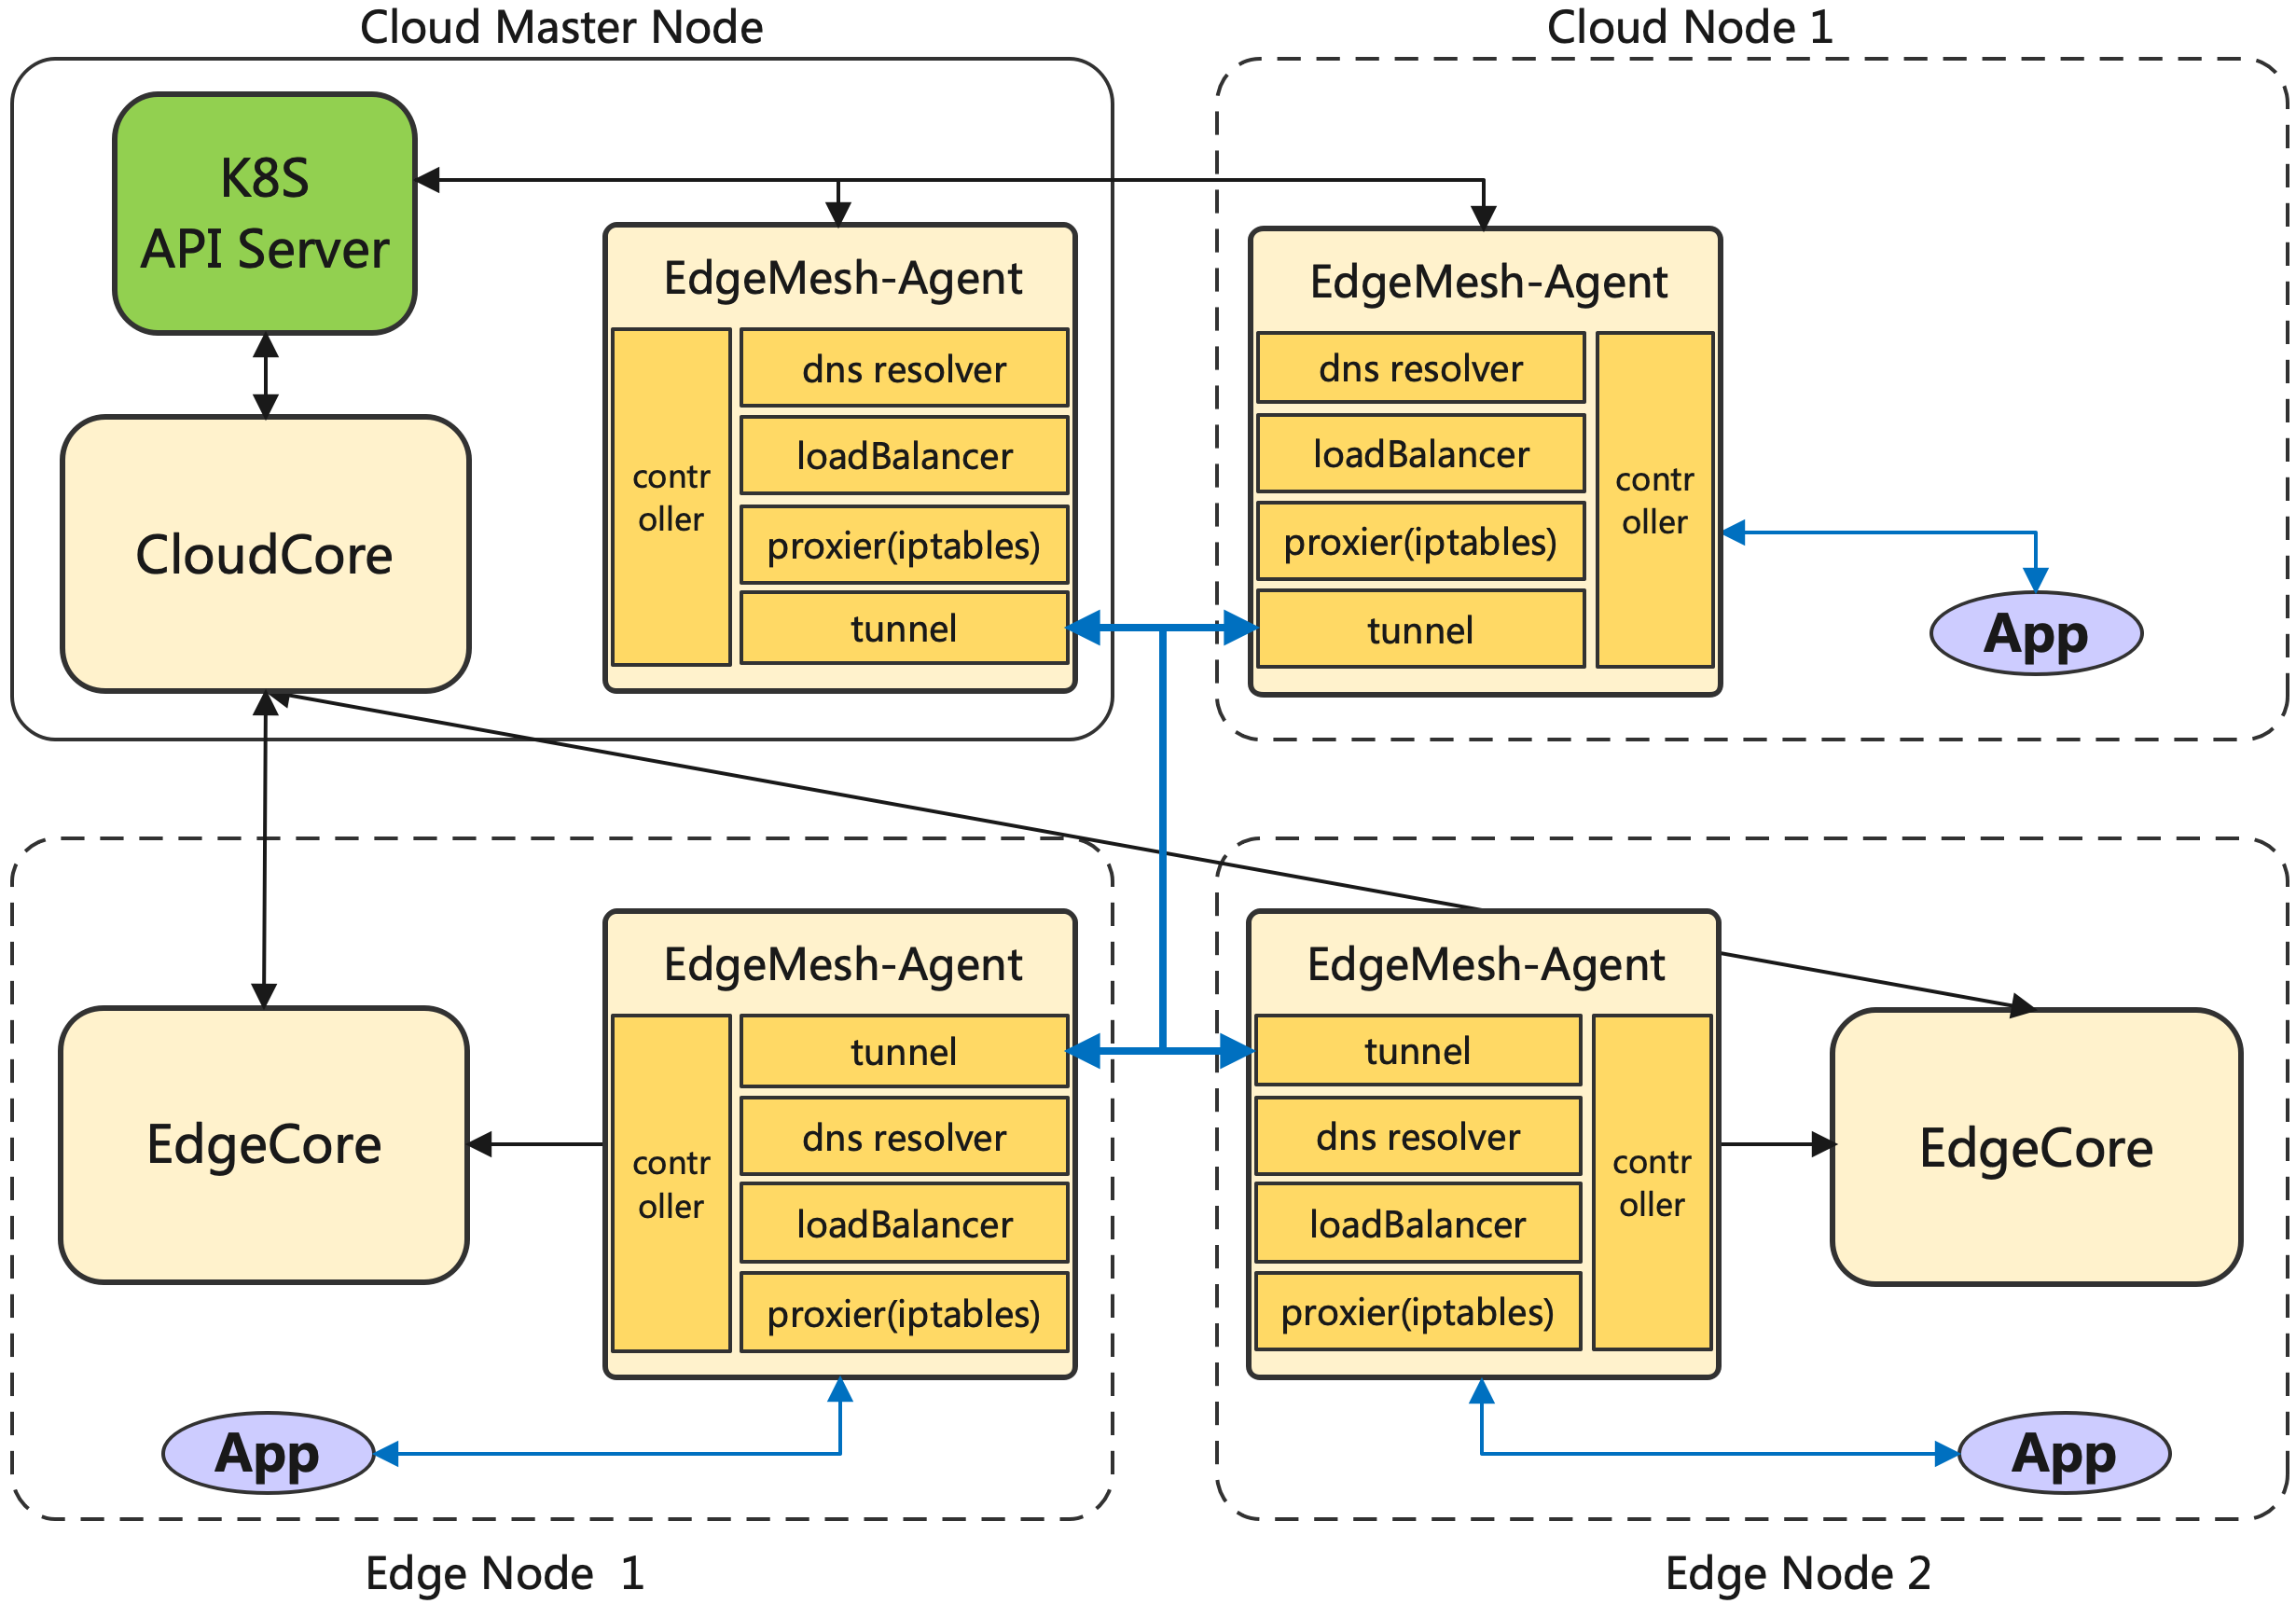 Cloud Master Node
K8S
API Server
CloudCore
EdgeMesh-Agent
contr
oller
dns resolver
loadBalancer
proxier(iptables)
tunnel
Cloud Node 1
EdgeMesh-Agent
dns resolver
loadBalancer
proxier(iptables)
tunnel
contr
oller
App
EdgeCore
EdgeMesh-Agent
contr
oller
tunnel
dns resolver
loadBalancer
proxier(iptables)
App
Edge Node 1
EdgeMesh-Agent
tunnel
dns resolver
loadBalancer
proxier(iptables)
contr
oller
EdgeCore
App
Edge Node 2